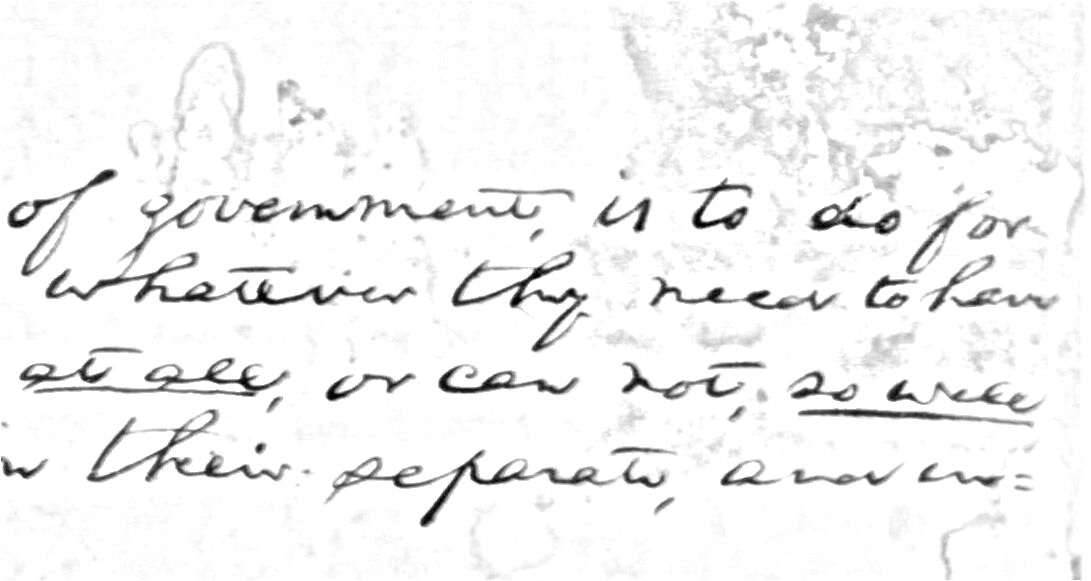 of government, is to do for
whatever they need to have
at all, or can not, so well
in their separate, and in=